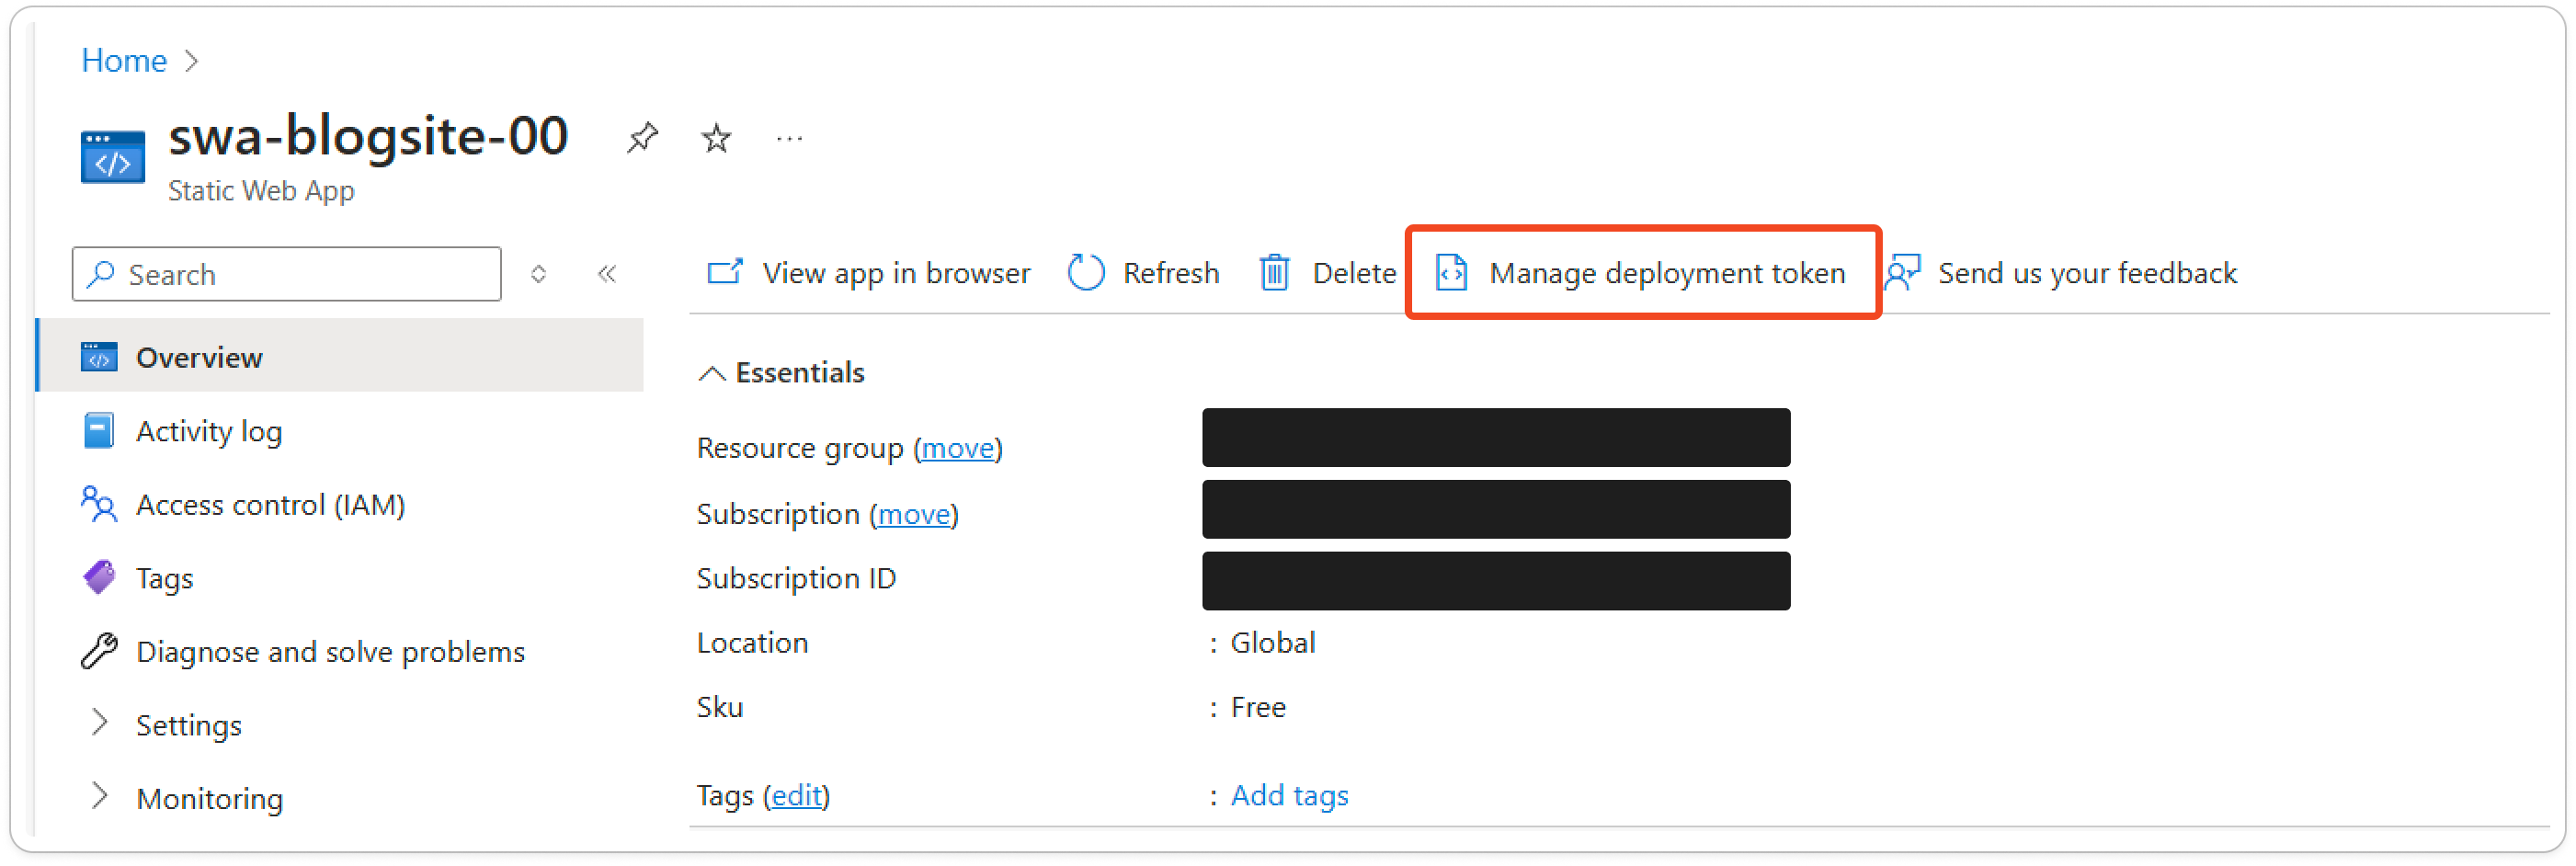 Home
swa-blogsite-00
Static Web App
Search
View app in browser Refresh Delete Manage deployment token Send us your feedback
Overview
Activity log
Access control (IAM)
Tags
Diagnose and solve problems
Settings
Monitoring
Essentials
Resource group (move)
Subscription (move)
Subscription ID
Location : Global
Sku : Free
Tags (edit) : Add tags